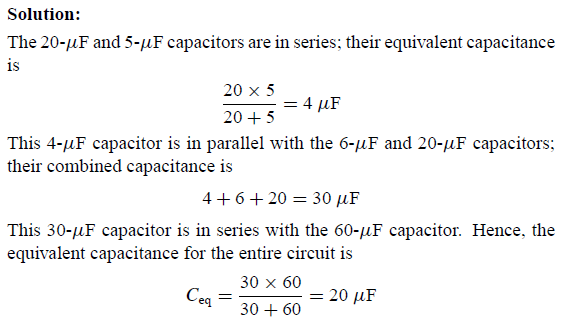 Solution:
The 20-μF and 5-μF capacitors are in series; their equivalent capacitance
is
20 × 5
= 4 μF
20 + 5
This 4-μF capacitor is in parallel with the 6-μF and 20-μF capacitors;
their combined capacitance is
4 + 6 + 20 = 30 μF
This 30-μF capacitor is in series with the 60-μF capacitor. Hence, the
equivalent capacitance for the entire circuit is
30 × 60
Ceq = = 20 μF
30 + 60